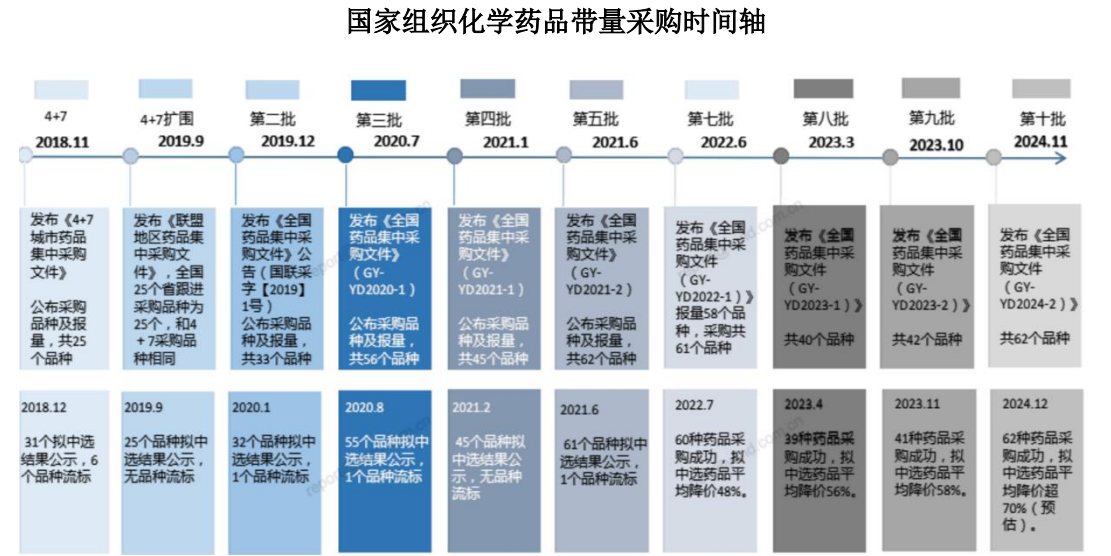 国家组织化学药品带量采购时间轴
4+7
2018.11
4+7扩围
2019.9
第二批
2019.12
第三批
2020.7
第四批
2021.1
第五批
2021.6
第七批
2022.6
第八批
2023.3
第九批
2023.10
第十批
2024.11
发布《4+7
城市药品
集中采购
文件》
公布采购
品种及报
量，共25
个品种
发布《联盟
地区药品集
中采购文
件》，全国
25个省跟进
采购品种为
25个，和4
+7采购品
种相同
发布《全国
药品集中采
购文件》公
告（国联采
字【2019】
1号）
公布采购品
种及报量，
共33个品种
发布《全国
药品集中采
购文件》
（GY-
YD2020-1）
公布采购品
种及报量，
共56个品种
发布《全国
药品集中采
购文件》
（GY-
YD2021-1）
公布采购品
种及报量，
共45个品种
发布《全国
药品集中采
购文件》
（GY-
YD2021-2）
公布采购品
种及报量，
共62个品种
发布《全国
药品集中采
购文件
（GY-
YD2022-1）》
报量58个品
种，采购共
61个品种
发布《全国
药品集中采
购文件
（GY-
YD2023-1）》
共40个品种
发布《全国
药品集中采
购文件
（GY-
YD2023-2）》
共42个品种
发布《全国
药品集中采
购文件
（GY-
YD2024-2）》
共62个品种
2018.12
31个拟中选
结果公示，6
个品种流标
2019.9
25个品种拟中
选结果公示，
无品种流标
2020.1
32个品种拟中
选结果公示，
1个品种流标
2020.8
55个品种拟中
选结果公示，
1个品种流标
2021.2
45个品种拟
中选结果公
示，无品种
流标
2021.6
61个品种拟中
选结果公示，
1个品种流标
2022.7
60种药品采
购成功，拟
中选药品平
均降价48%。
2023.4
39种药品采
购成功，拟
中选药品平
均降价56%。
2023.11
41种药品采
购成功，拟
中选药品平
均降价58%。
2024.12
62种药品采
购成功，拟
中选药品平
均降价超
70%（预
估）。